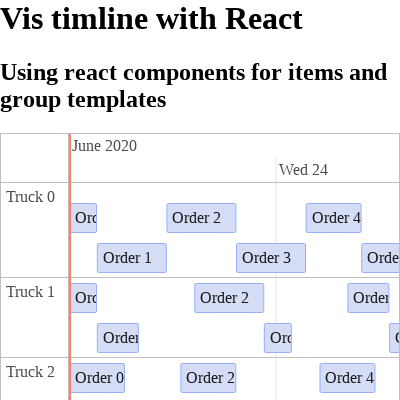 Vis timline with React
Using react components for items and
group templates
June 2020
Wed 24
Truck 0
Ord Order 2 Order 4
Order 1 Order 3 Orde
Truck 1
Ord Order 2 Order
Order Ord
Truck 2
Order 0 Order 2 Order 4